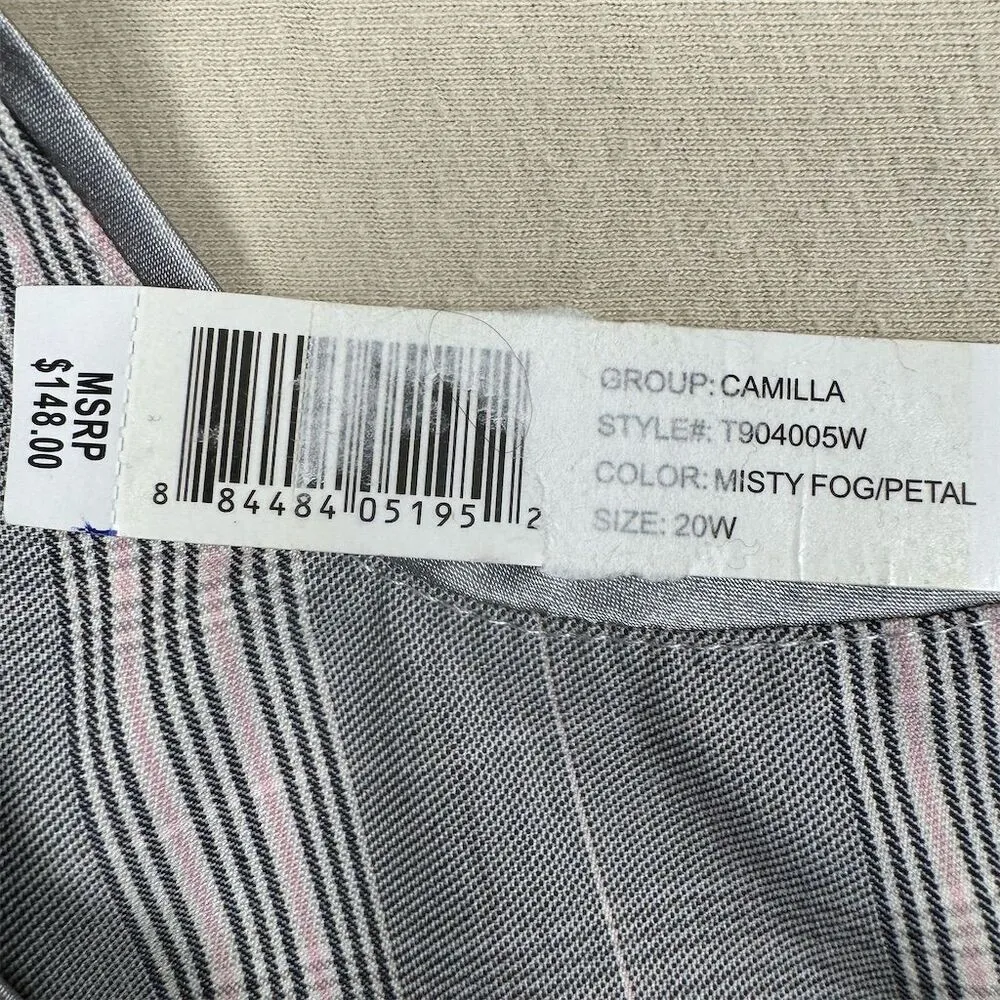 MSRP
$148.00
8 84484 05195 2
GROUP: CAMILLA
STYLE#: T904005W
COLOR: MISTY FOG/PETAL
SIZE: 20W